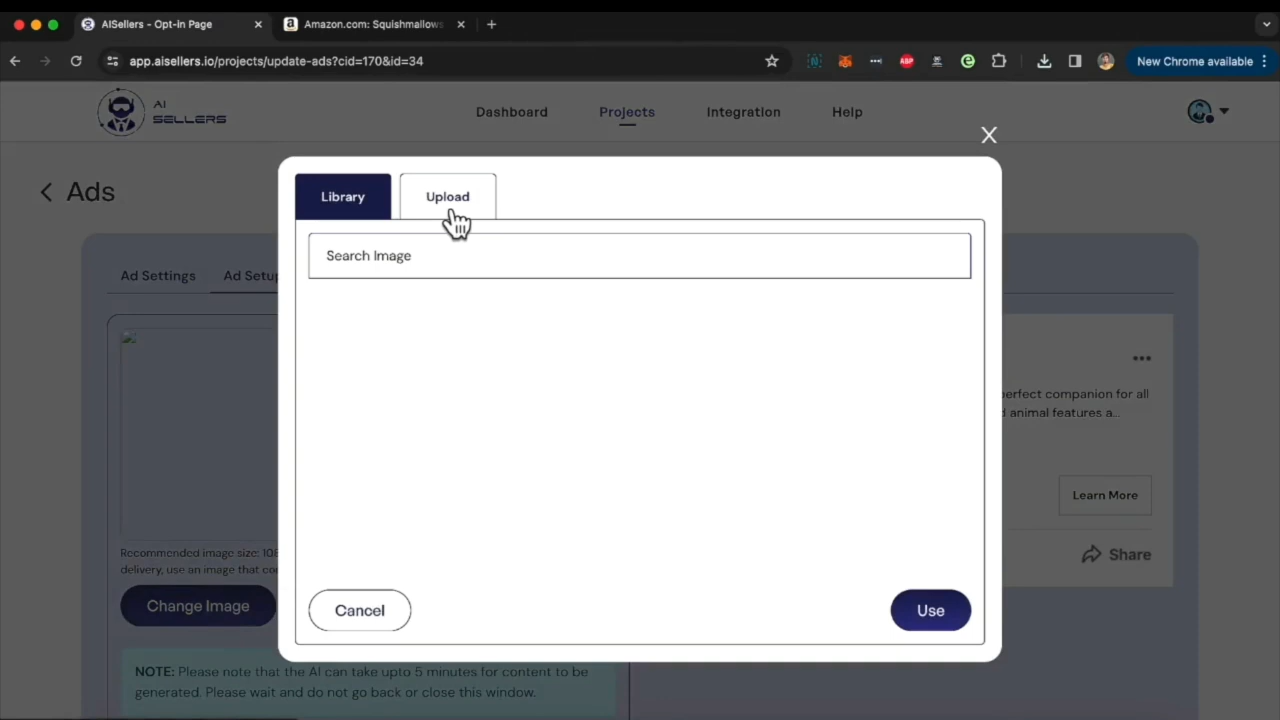 AISellers - Opt-In Page
Amazon.com: Squishmallows
app.aisellers.io/projects/update-ads?cid=170&id=34
ABP
New Chrome available
AI
SELLERS
Dashboard
Projects
Integration
Help
X
Ads
Library
Upload
Search Image
Ad Settings
Ad Setup
perfect companion for all
d animal features a...
Learn More
Recommended image size: 108
delivery, use an image that co
Share
Change Image
Cancel
Use
NOTE: Please note that the AI can take upto 5 minutes for content to be
generated. Please wait and do not go back or close this window.